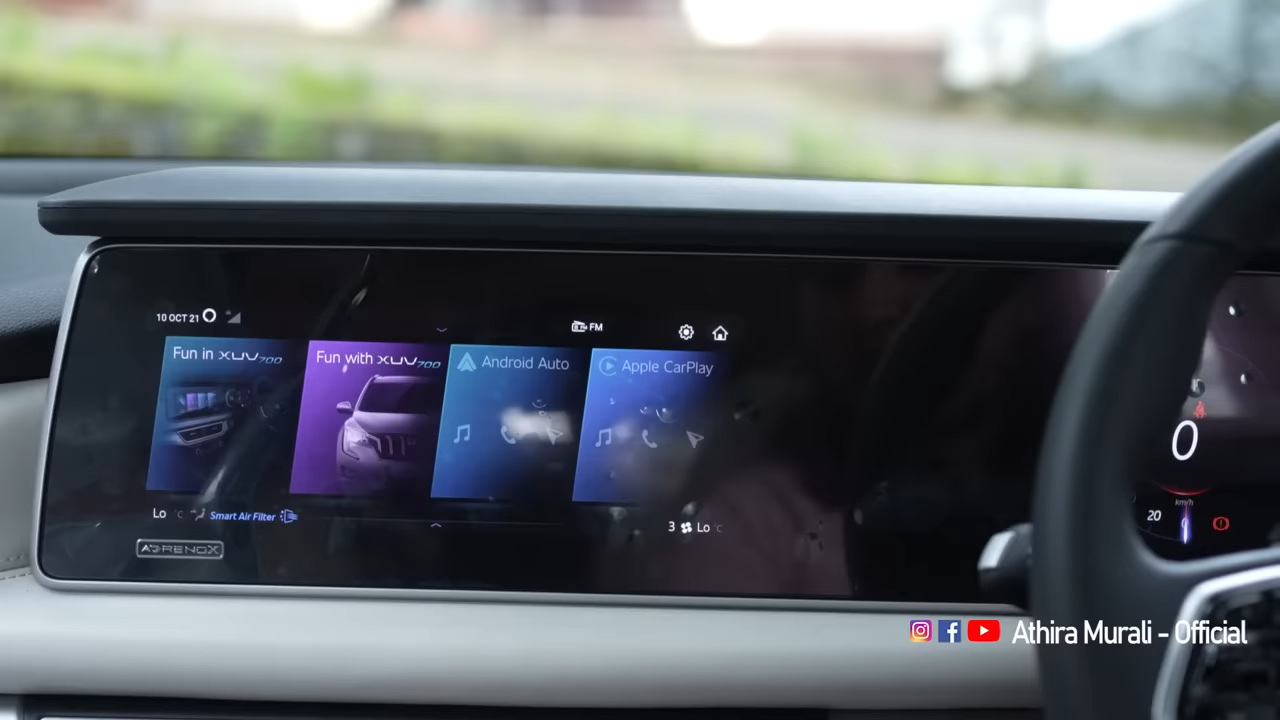 10 OCT 21
FM
Fun in XUV700
Fun with XUV700
Android Auto
Apple CarPlay
Lo °C
Smart Air Filter
3
Lo °C
ADRENOX
0
km/h
20
Athira Murali - Official